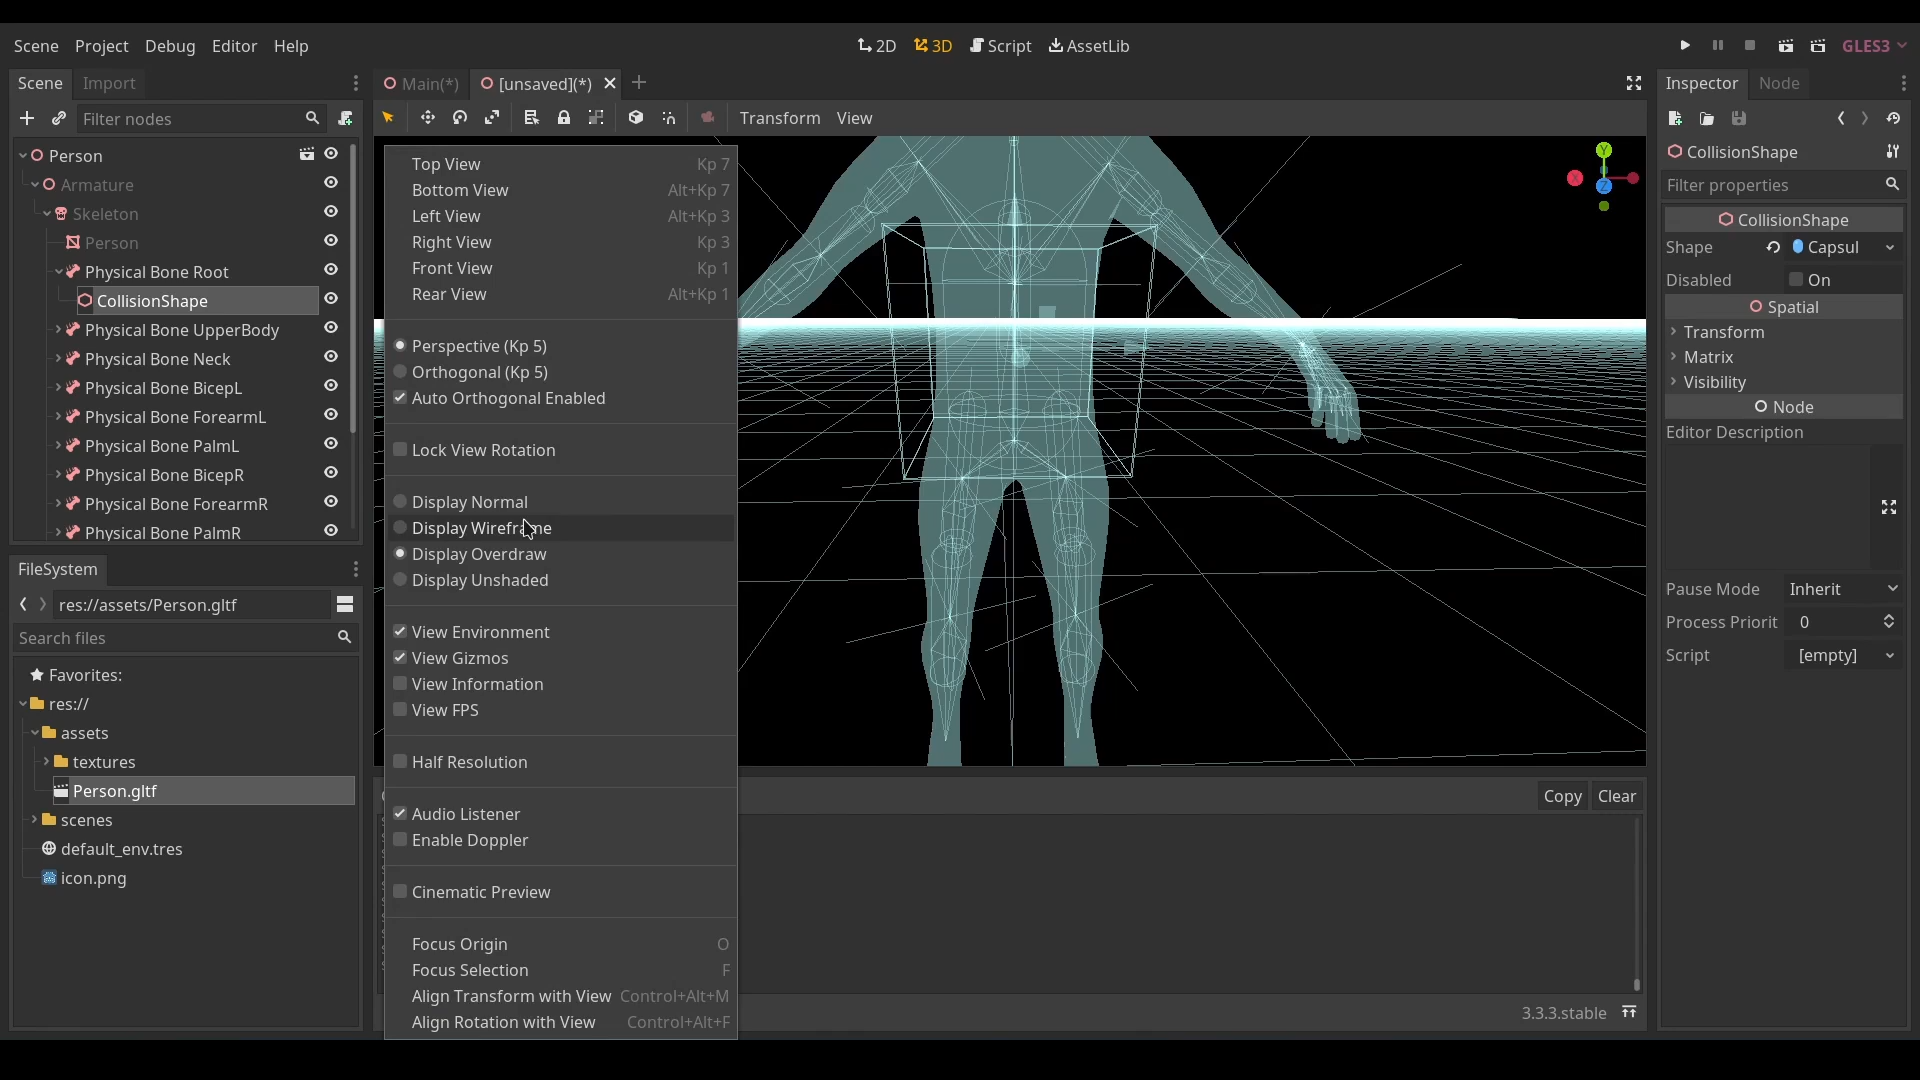 Scene Project Debug Editor Help
2D 3D Script AssetLib
GLES3
Scene Import
Main(*) [unsaved](*)
Inspector Node
Filter nodes
Transform View
Person
Armature
Skeleton
Person
Physical Bone Root
CollisionShape
Physical Bone UpperBody
Physical Bone Neck
Physical Bone BicepL
Physical Bone ForearmL
Physical Bone PalmL
Physical Bone BicepR
Physical Bone ForearmR
Physical Bone PalmR
FileSystem
res://assets/Person.gltf
Search files
Favorites:
res://
assets
textures
Person.gltf
scenes
default_env.tres
icon.png
Top View Kp 7
Bottom View Alt+Kp 7
Left View Alt+Kp 3
Right View Kp 3
Front View Kp 1
Rear View Alt+Kp 1
Perspective (Kp 5)
Orthogonal (Kp 5)
Auto Orthogonal Enabled
Lock View Rotation
Display Normal
Display Wireframe
Display Overdraw
Display Unshaded
View Environment
View Gizmos
View Information
View FPS
Half Resolution
Audio Listener
Enable Doppler
Cinematic Preview
Focus Origin O
Focus Selection F
Align Transform with View Control+Alt+M
Align Rotation with View Control+Alt+F
Y
X
Z
Copy Clear
3.3.3.stable
CollisionShape
Filter properties
CollisionShape
Shape Capsul
Disabled On
Spatial
Transform
Matrix
Visibility
Node
Editor Description
Pause Mode Inherit
Process Priorit 0
Script [empty]